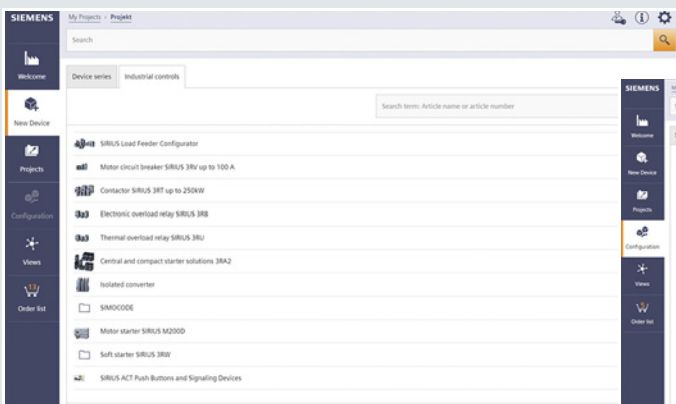 SIEMENS
My Projects > Projekt
Search
Welcome
New Device
Projects
Configuration
Views
13
Order list
Device series
Industrial controls
Search term: Article name or article number
SIRIUS Load Feeder Configurator
Motor circuit breaker SIRIUS 3RV up to 100 A
Contactor SIRIUS 3RT up to 250kW
Electronic overload relay SIRIUS 3RB
Thermal overload relay SIRIUS 3RU
Central and compact starter solutions 3RA2
Isolated converter
SIMOCODE
Motor starter SIRIUS M200D
Soft starter SIRIUS 3RW
SIRIUS ACT Push Buttons and Signaling Devices
SIEMENS
Welcome
New Device
Projects
Configuration
Views
Order list